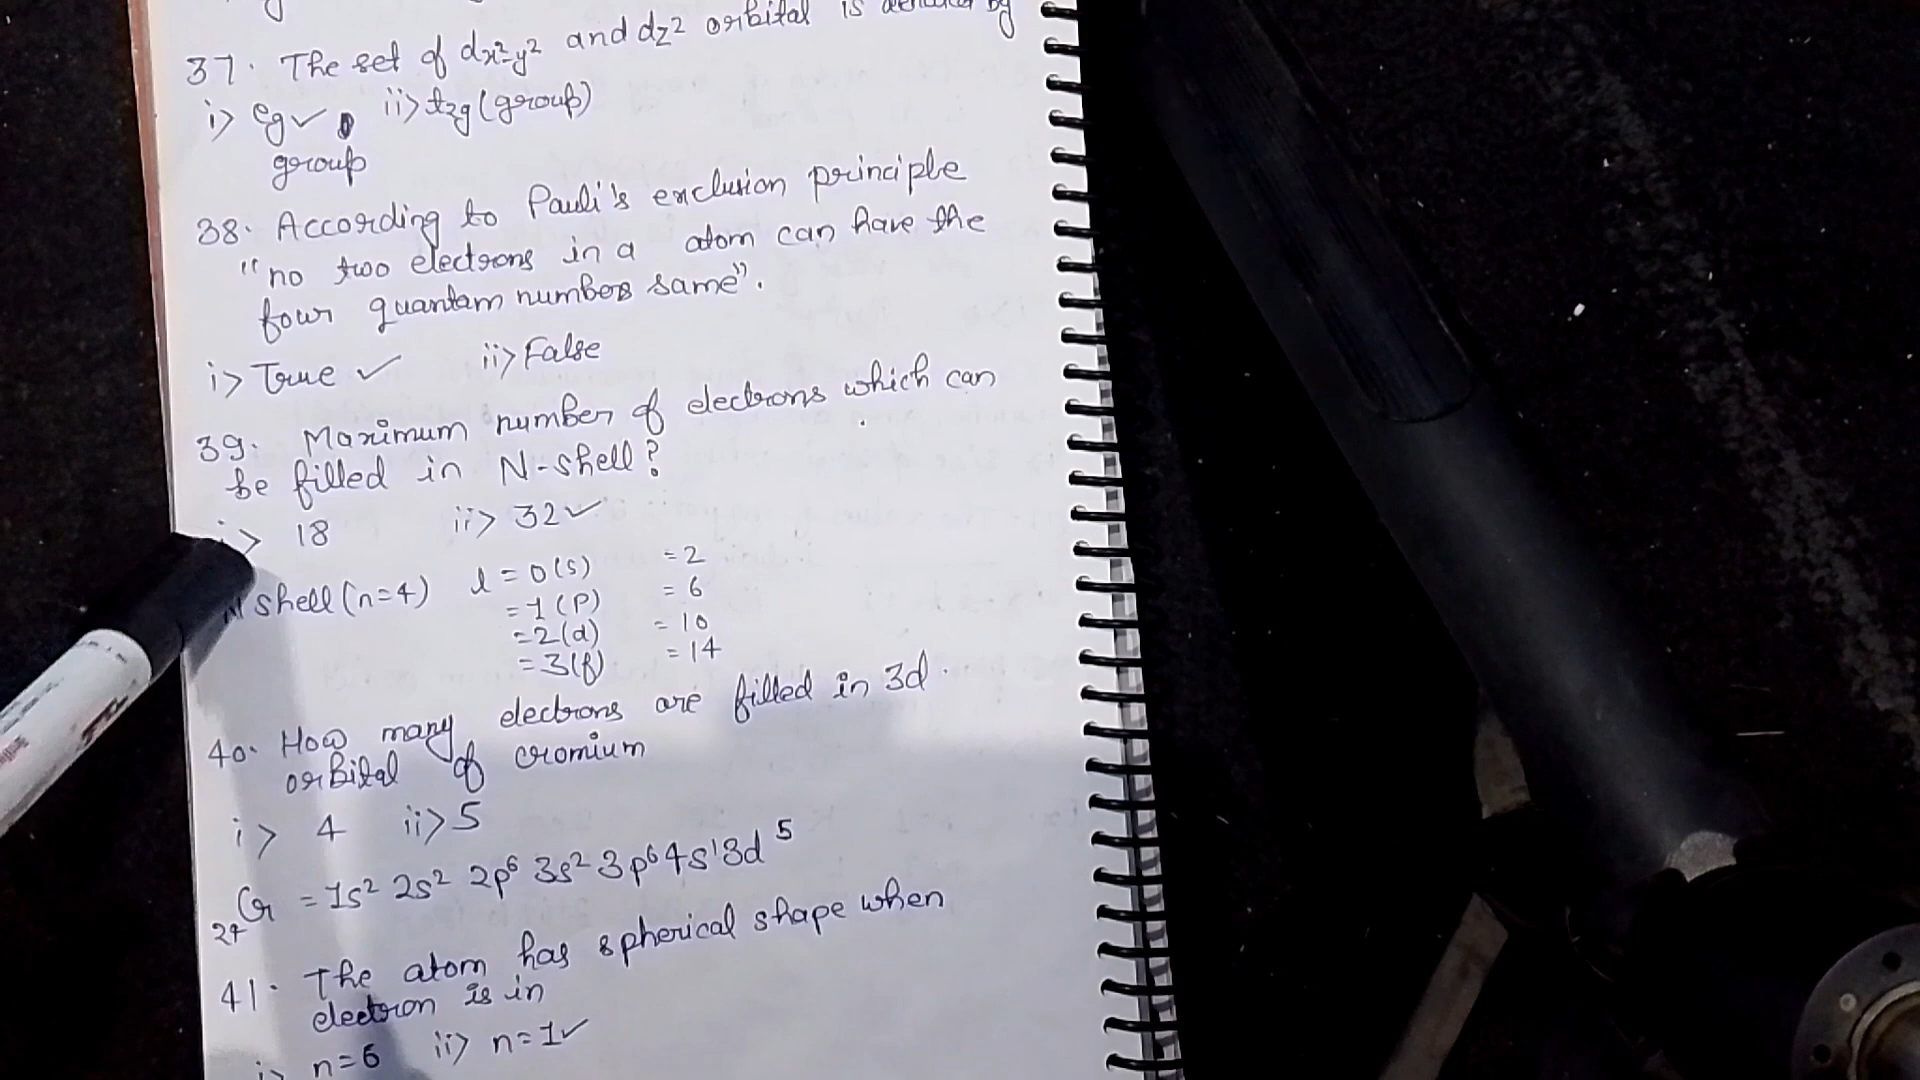 37. The set of dx²-y² and dz² orbital is denoted by
i> eg ✓ ii> t2g (group)
group
38. According to Pauli's exclusion principle
"no two electrons in a atom can have the
four quantam numbers same".
i> True ✓ ii> False
39. Maximum number of electrons which can
be filled in N-shell?
i> 18 ii> 32 ✓
N shell (n=4) l = 0(s) = 2
= 1(P) = 6
= 2(d) = 10
= 3(f) = 14
40. How many electrons are filled in 3d
orbital of cromium
i> 4 ii> 5
24Cr = 1s² 2s² 2p⁶ 3s² 3p⁶ 4s¹ 3d⁵
41. The atom has spherical shape when
electron is in
i> n=6 ii> n=1 ✓